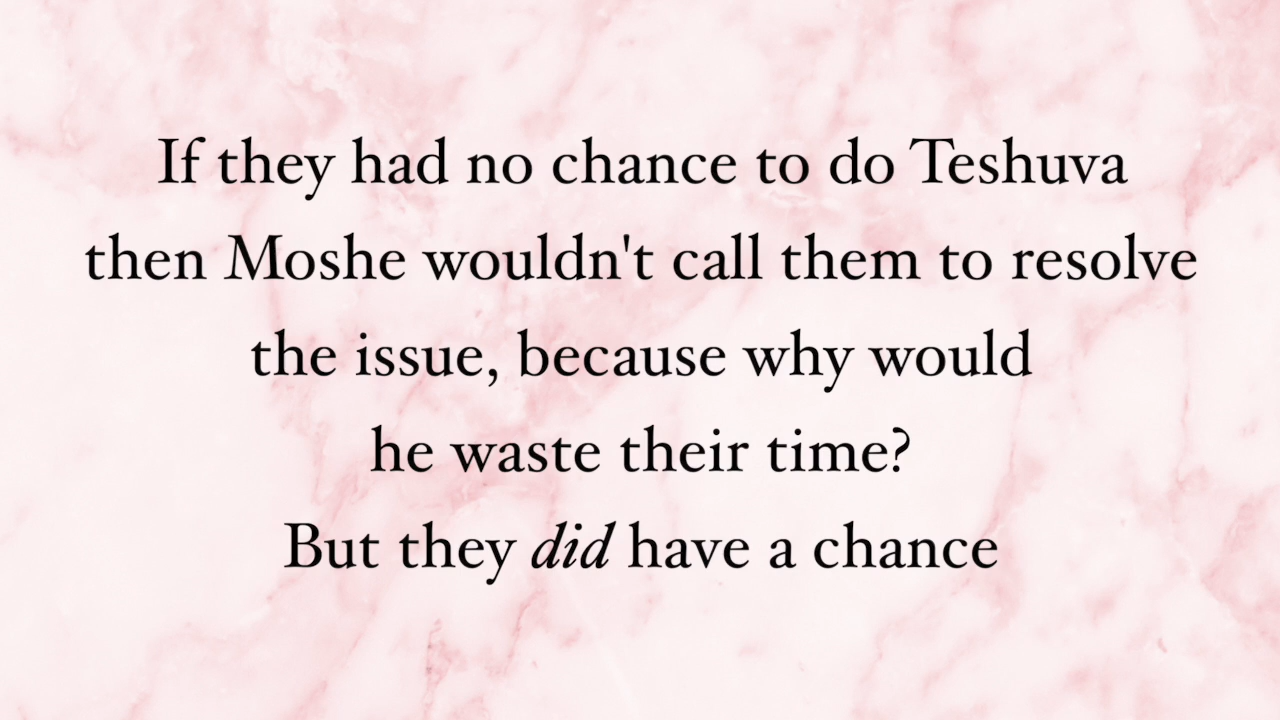 If they had no chance to do Teshuva
then Moshe wouldn't call them to resolve
the issue, because why would
he waste their time?
But they did have a chance